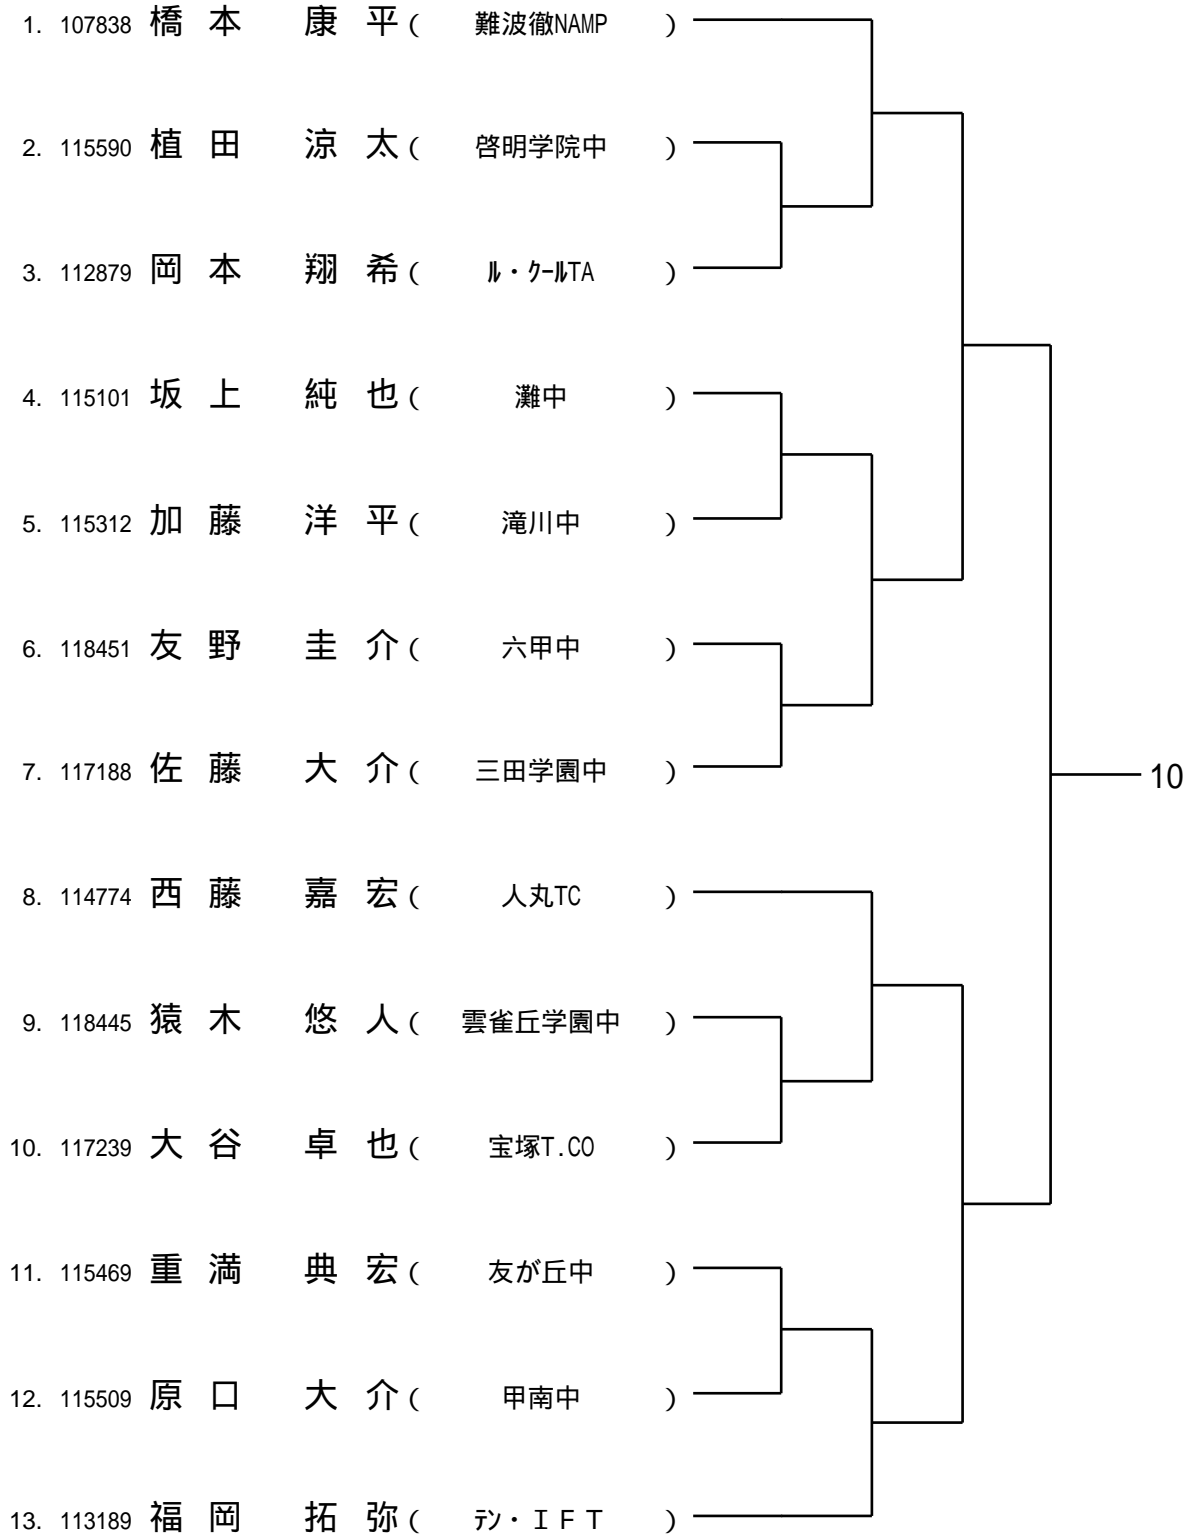 1. 107838 橋本 康平( 難波徹NAMP )
2. 115590 植田 涼太( 啓明学院中 )
3. 112879 岡本 翔希( ﾙ・ｸｰﾙTA )
4. 115101 坂上 純也( 灘中 )
5. 115312 加藤 洋平( 滝川中 )
6. 118451 友野 圭介( 六甲中 )
7. 117188 佐藤 大介( 三田学園中 )
10
8. 114774 西藤 嘉宏( 人丸TC )
9. 118445 猿木 悠人( 雲雀丘学園中 )
10. 117239 大谷 卓也( 宝塚T.CO )
11. 115469 重満 典宏( 友が丘中 )
12. 115509 原口 大介( 甲南中 )
13. 113189 福岡 拓弥( ﾃﾝ・ＩＦＴ )